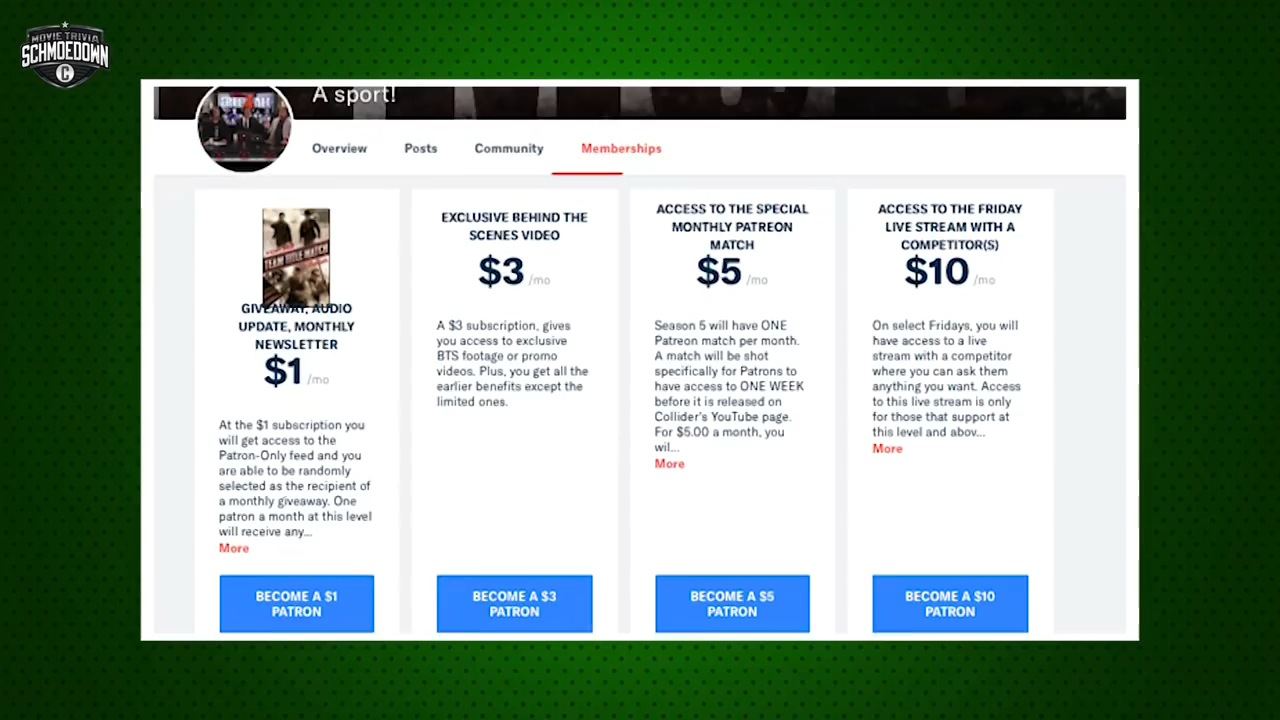 MOVIE TRIVIA
SCHMOEDOWN
C
A sport!
Overview
Posts
Community
Memberships
TEAM TITLE MATCH
GIVEAWAY, AUDIO
UPDATE, MONTHLY
NEWSLETTER
$1 /mo
At the $1 subscription you
will get access to the
Patron-Only feed and you
are able to be randomly
selected as the recipient of
a monthly giveaway. One
patron a month at this level
will receive any...
More
BECOME A $1
PATRON
EXCLUSIVE BEHIND THE
SCENES VIDEO
$3 /mo
A $3 subscription, gives
you access to exclusive
BTS footage or promo
videos. Plus, you get all the
earlier benefits except the
limited ones.
BECOME A $3
PATRON
ACCESS TO THE SPECIAL
MONTHLY PATREON
MATCH
$5 /mo
Season 5 will have ONE
Patreon match per month.
A match will be shot
specifically for Patrons to
have access to ONE WEEK
before it is released on
Collider's YouTube page.
For $5.00 a month, you
wil...
More
BECOME A $5
PATRON
ACCESS TO THE FRIDAY
LIVE STREAM WITH A
COMPETITOR(S)
$10 /mo
On select Fridays, you will
have access to a live
stream with a competitor
where you can ask them
anything you want. Access
to this live stream is only
for those that support at
this level and abov...
More
BECOME A $10
PATRON